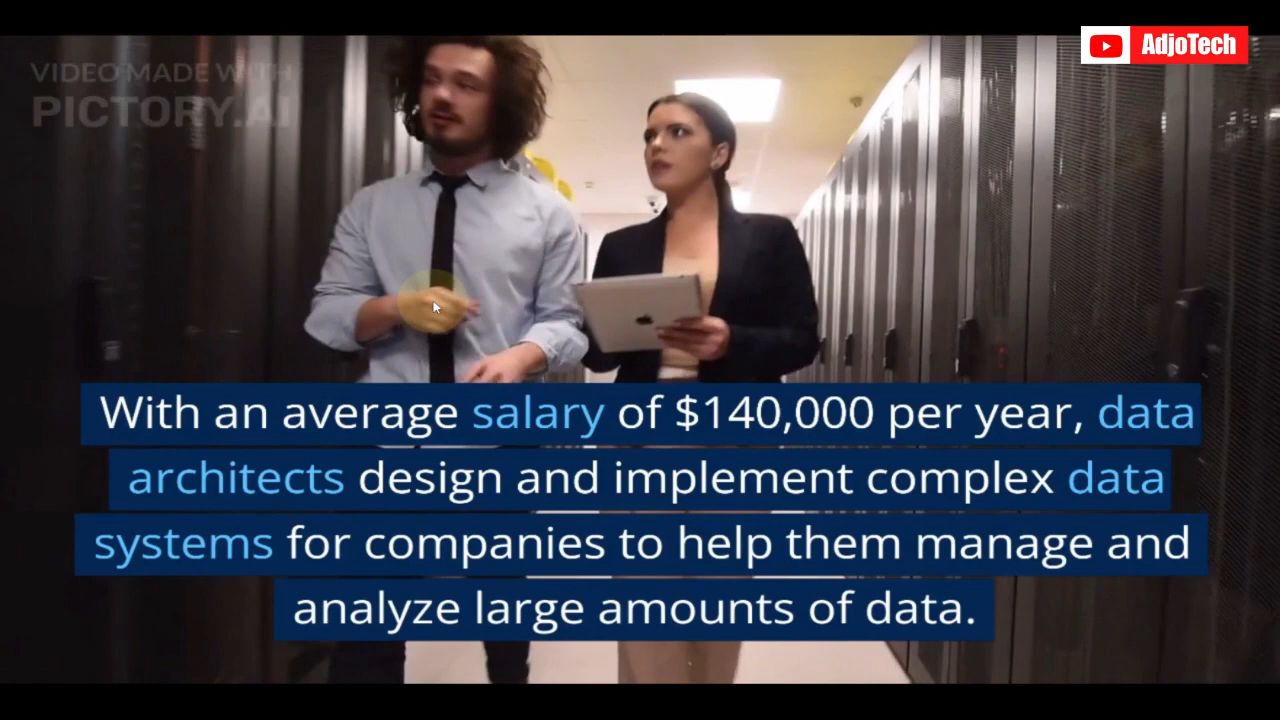 AdjoTech
VIDEO MADE WITH
PICTORY.AI
With an average salary of $140,000 per year, data
architects design and implement complex data
systems for companies to help them manage and
analyze large amounts of data.